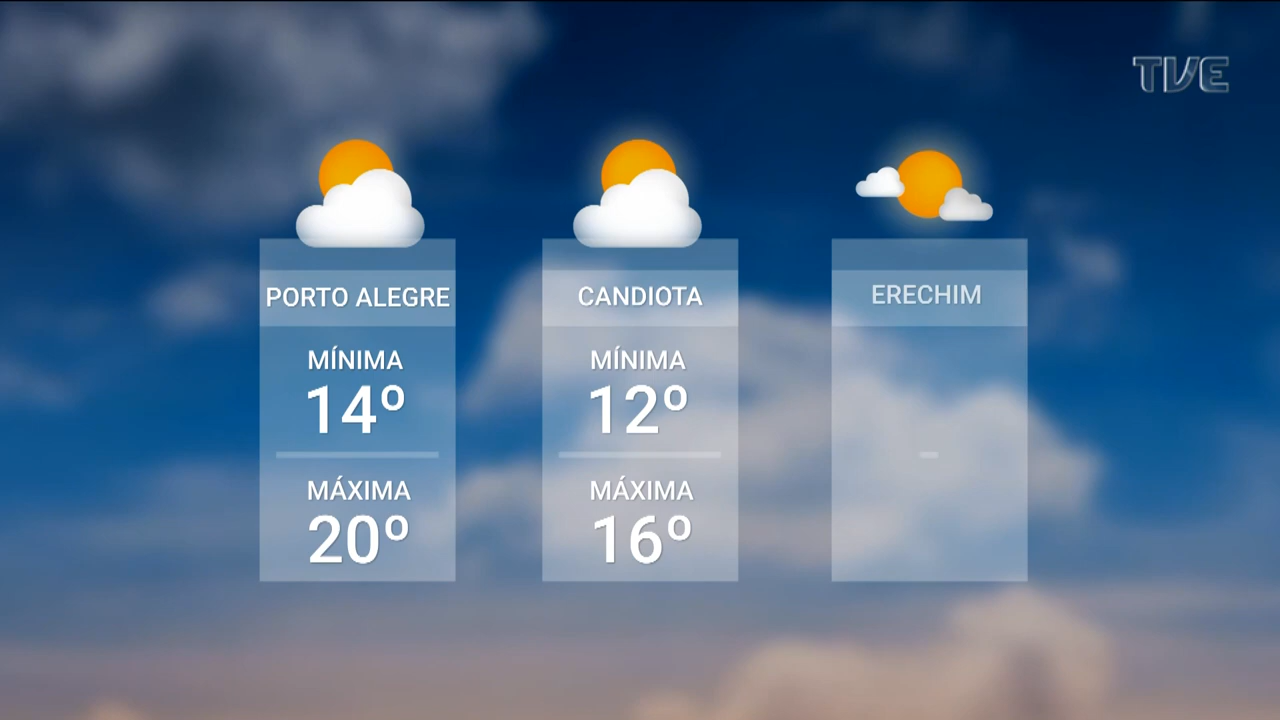 TVE
PORTO ALEGRE
MÍNIMA
14º
MÁXIMA
20º
CANDIOTA
MÍNIMA
12º
MÁXIMA
16º
ERECHIM